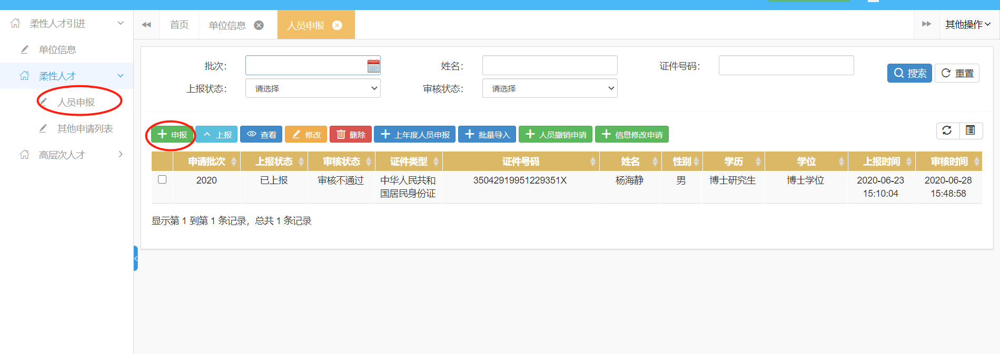 柔性人才引进
首页
单位信息
人员申报
其他操作
单位信息
柔性人才
人员申报
其他申请列表
高层次人才
批次：
姓名：
证件号码：
搜索
重置
上报状态：
请选择
审核状态：
请选择
申报
上报
查看
修改
删除
上年度人员申报
批量导入
人员撤销申请
信息修改申请
申请批次 上报状态 审核状态 证件类型 证件号码 姓名 性别 学历 学位 上报时间 审核时间
2020 已上报 审核不通过 中华人民共和 35042919951229351X 杨海静 男 博士研究生 博士学位 2020-06-23 2020-06-28
国居民身份证 15:10:04 15:48:58
显示第 1 到第 1 条记录，总共 1 条记录